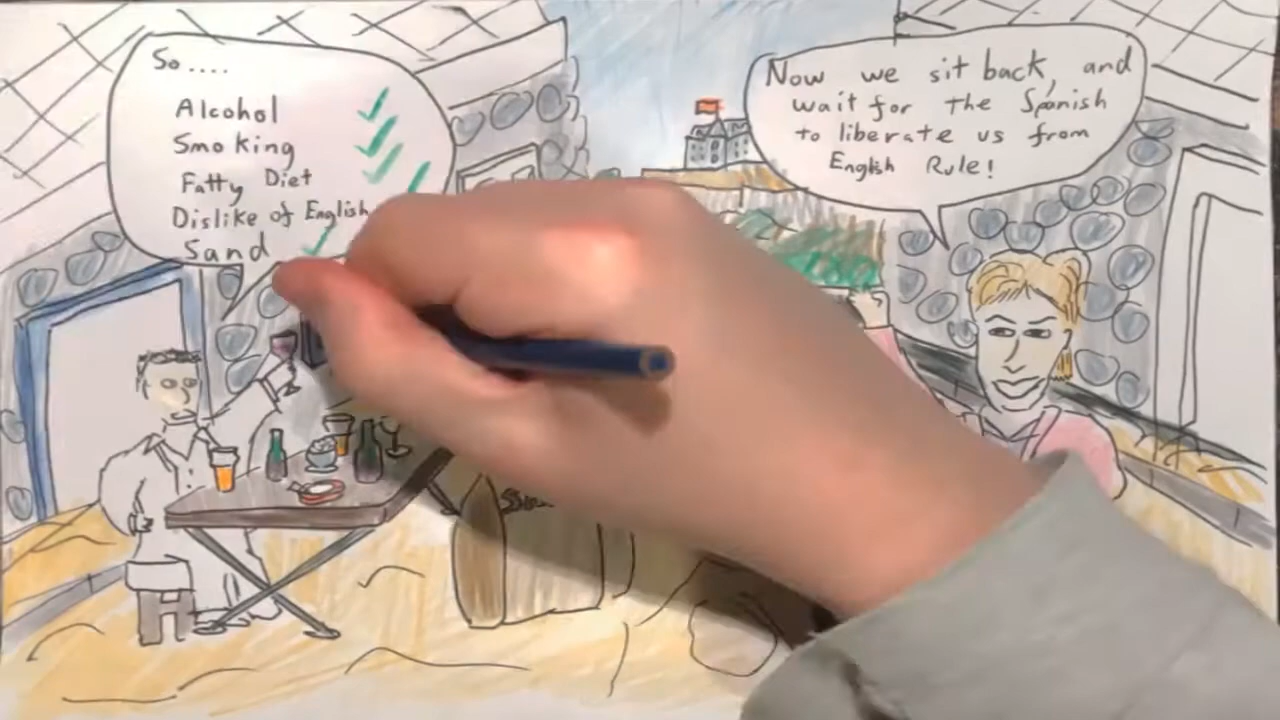 So....
Alcohol
Smoking
Fatty Diet
Dislike of English
Sand
Now we sit back, and
wait for the Spanish
to liberate us from
English Rule!